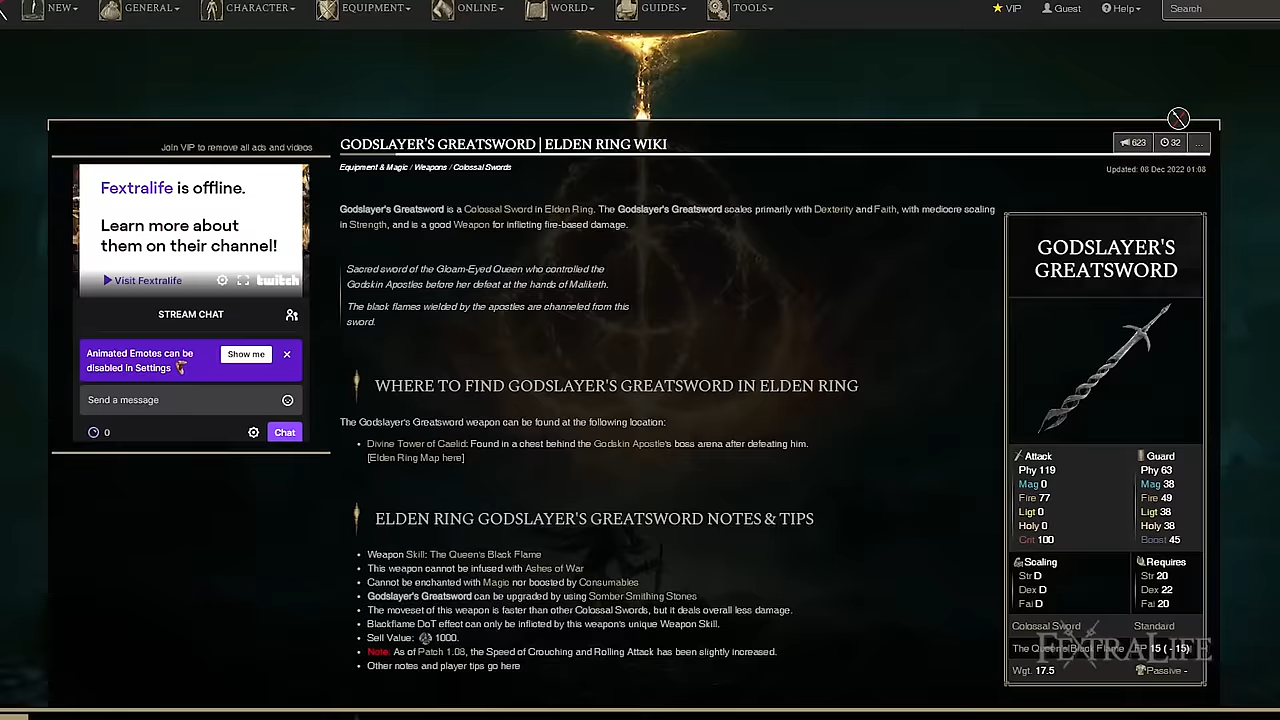 NEW
GENERAL
CHARACTER
EQUIPMENT
ONLINE
WORLD
GUIDES
TOOLS
VIP
Guest
Help
Search
Join VIP to remove all ads and videos
Fextralife is offline.
Learn more about
them on their channel!
Visit Fextralife
twitch
STREAM CHAT
Animated Emotes can be
disabled in Settings
Show me
Send a message
0
Chat
GODSLAYER'S GREATSWORD | ELDEN RING WIKI
623
32
...
Equipment & Magic / Weapons / Colossal Swords
Updated: 08 Dec 2022 01:08
Godslayer's Greatsword is a Colossal Sword in Elden Ring. The Godslayer's Greatsword scales primarily with Dexterity and Faith, with mediocre scaling
in Strength, and is a good Weapon for inflicting fire-based damage.
Sacred sword of the Gloam-Eyed Queen who controlled the
Godskin Apostles before her defeat at the hands of Maliketh.
The black flames wielded by the apostles are channeled from this
sword.
WHERE TO FIND GODSLAYER'S GREATSWORD IN ELDEN RING
The Godslayer's Greatsword weapon can be found at the following location:
Divine Tower of Caelid: Found in a chest behind the Godskin Apostle's boss arena after defeating him.
[Elden Ring Map here]
ELDEN RING GODSLAYER'S GREATSWORD NOTES & TIPS
Weapon Skill: The Queen's Black Flame
This weapon cannot be infused with Ashes of War
Cannot be enchanted with Magic nor boosted by Consumables
Godslayer's Greatsword can be upgraded by using Somber Smithing Stones
The moveset of this weapon is faster than other Colossal Swords, but it deals overall less damage.
Blackflame DoT effect can only be inflicted by this weapon's unique Weapon Skill.
Sell Value: 1000.
Note: As of Patch 1.08, the Speed of Crouching and Rolling Attack has been slightly increased.
Other notes and player tips go here
GODSLAYER'S
GREATSWORD
Attack
Phy 119
Mag 0
Fire 77
Ligt 0
Holy 0
Crit 100
Guard
Phy 63
Mag 38
Fire 49
Ligt 38
Holy 38
Boost 45
Scaling
Str D
Dex D
Fai D
Requires
Str 20
Dex 22
Fai 20
Colossal Sword
Standard
The Queen's Black Flame
FP 15 ( - 15)
Wgt. 17.5
Passive -
FEXTRALIFE